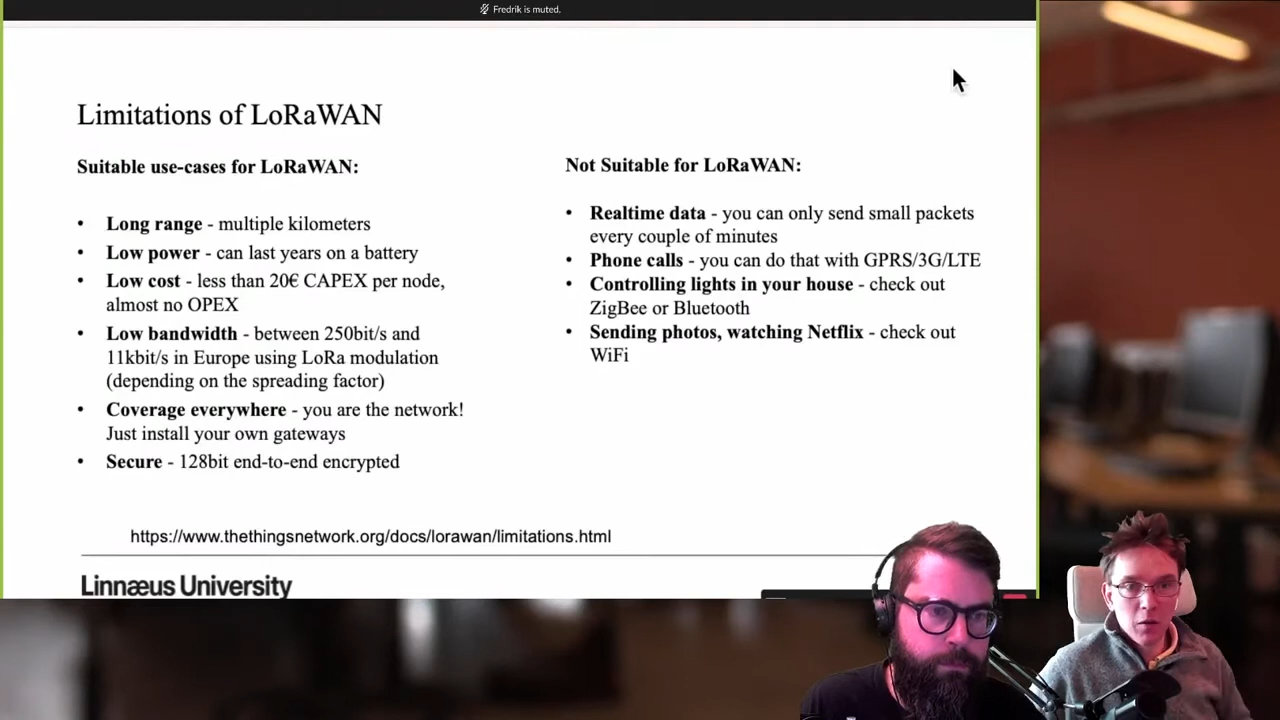 Fredrik is muted.
Limitations of LoRaWAN
Suitable use-cases for LoRaWAN:
• Long range - multiple kilometers
• Low power - can last years on a battery
• Low cost - less than 20€ CAPEX per node,
almost no OPEX
• Low bandwidth - between 250bit/s and
11kbit/s in Europe using LoRa modulation
(depending on the spreading factor)
• Coverage everywhere - you are the network!
Just install your own gateways
• Secure - 128bit end-to-end encrypted
Not Suitable for LoRaWAN:
• Realtime data - you can only send small packets
every couple of minutes
• Phone calls - you can do that with GPRS/3G/LTE
• Controlling lights in your house - check out
ZigBee or Bluetooth
• Sending photos, watching Netflix - check out
WiFi
https://www.thethingsnetwork.org/docs/lorawan/limitations.html
Linnæus University